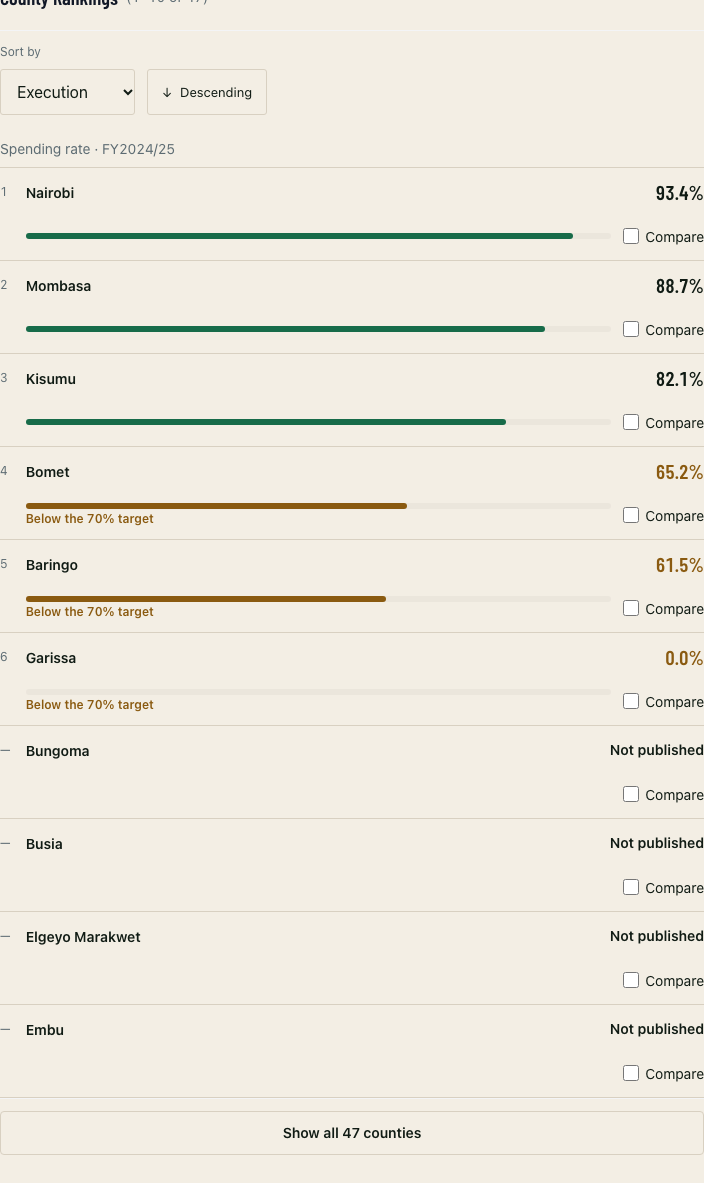 County Rankings
Sort by
Execution
↓ Descending
Spending rate · FY2024/25
1 Nairobi 93.4%
Compare
2 Mombasa 88.7%
Compare
3 Kisumu 82.1%
Compare
4 Bomet 65.2%
Below the 70% target
Compare
5 Baringo 61.5%
Below the 70% target
Compare
6 Garissa 0.0%
Below the 70% target
Compare
— Bungoma Not published
Compare
— Busia Not published
Compare
— Elgeyo Marakwet Not published
Compare
— Embu Not published
Compare
Show all 47 counties